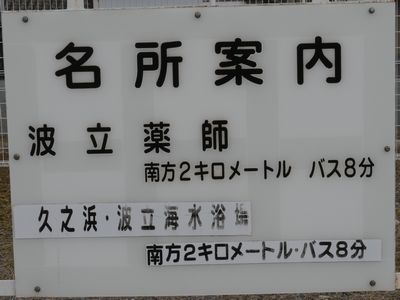 名所案内
波立薬師
南方2キロメートル バス8分
久之浜・波立海水浴場
南方2キロメートル・バス8分